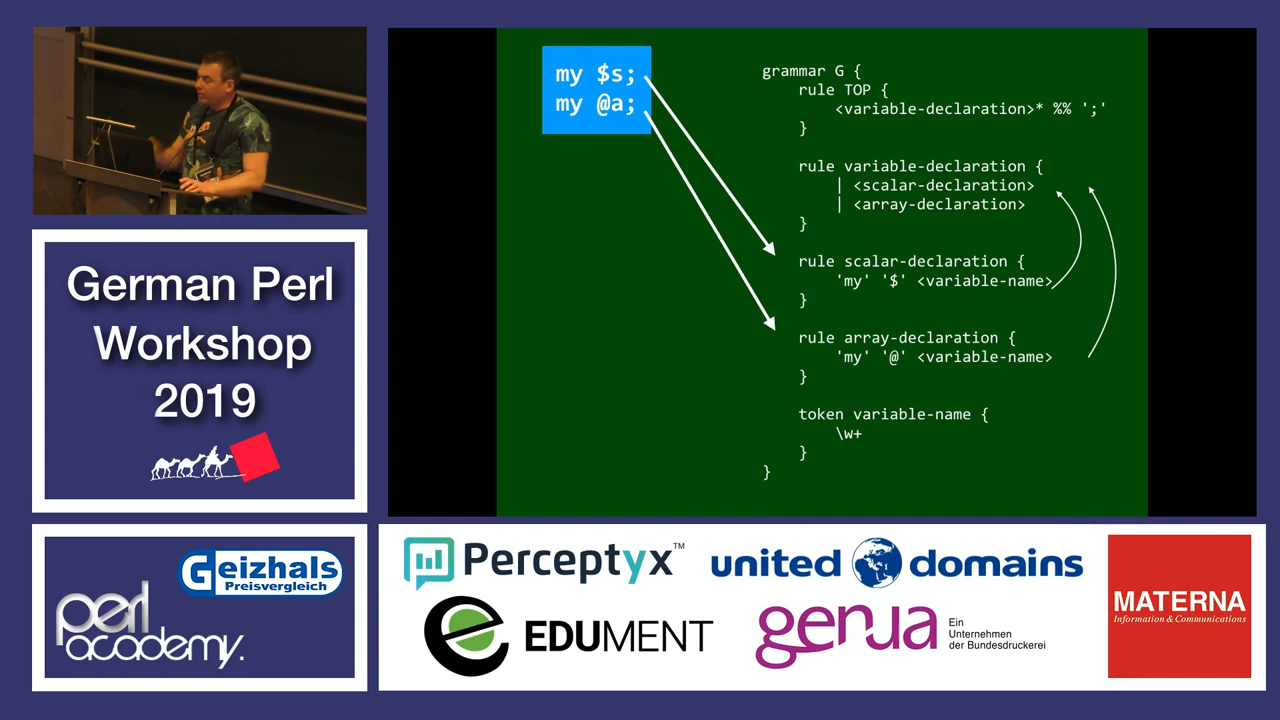 my $s;
my @a;
grammar G {
rule TOP {
<variable-declaration>* %% ';'
}
rule variable-declaration {
| <scalar-declaration>
| <array-declaration>
}
rule scalar-declaration {
'my' '$' <variable-name>
}
rule array-declaration {
'my' '@' <variable-name>
}
token variable-name {
\w+
}
}
German Perl
Workshop
2019
Geizhals
Preisvergleich
perl
academy.
Perceptyx™
united domains
EDUMENT
genua
Ein
Unternehmen
der Bundesdruckerei
MATERNA
Information & Communications